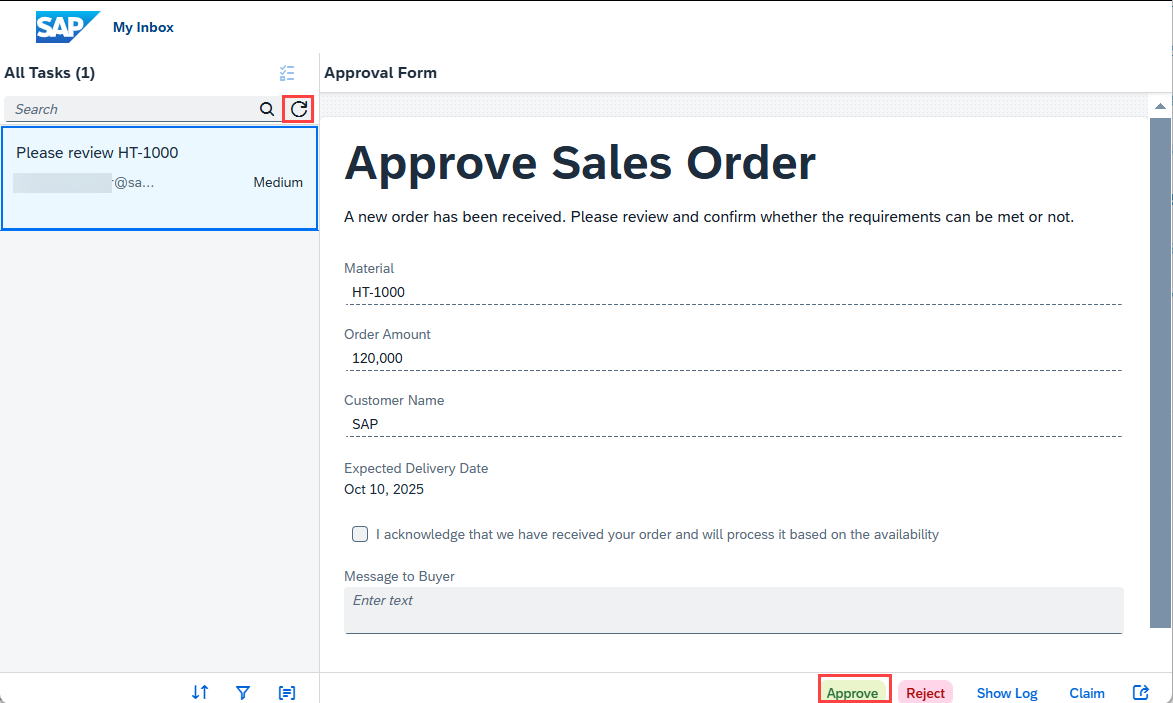 SAP My Inbox
All Tasks (1)
Search
Please review HT-1000
@sa...
Medium
Approval Form
Approve Sales Order
A new order has been received. Please review and confirm whether the requirements can be met or not.
Material
HT-1000
Order Amount
120,000
Customer Name
SAP
Expected Delivery Date
Oct 10, 2025
I acknowledge that we have received your order and will process it based on the availability
Message to Buyer
Enter text
Approve Reject Show Log Claim